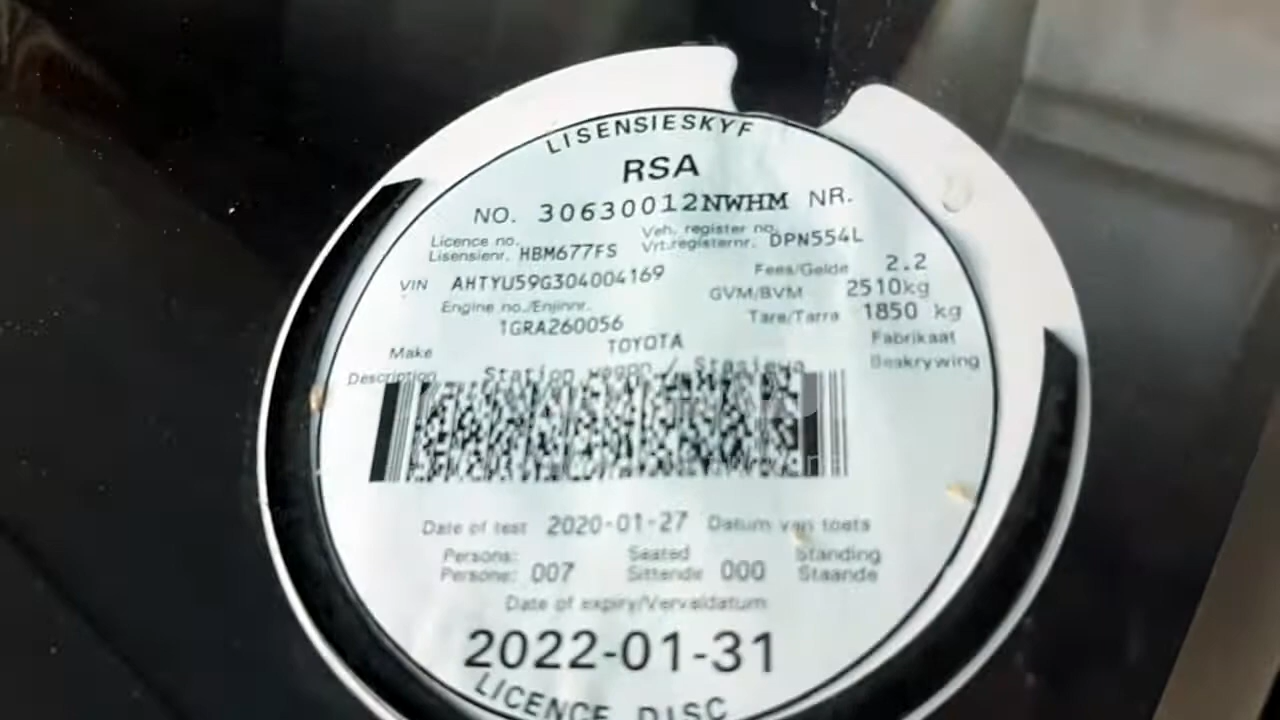 LISENSIESKYF
RSA
NO. 30630012NWHM NR.
Licence no. Veh. register no.
Lisensienr. HBM677FS Vrt.registernr. DPN554L
VIN AHTYU59G304004169 Fees/Gelde 2.2
Engine no./Enjinnr. GVM/BVM 2510kg
1GRA260056 Tare/Tarra 1850 kg
Make TOYOTA Fabrikaat
Description Station wagon / Stasiewa Beskrywing
Date of test 2020-01-27 Datum van toets
Persons: Seated Standing
Persone: 007 Sittende 000 Staande
Date of expiry/Vervaldatum
2022-01-31
LICENCE DISC